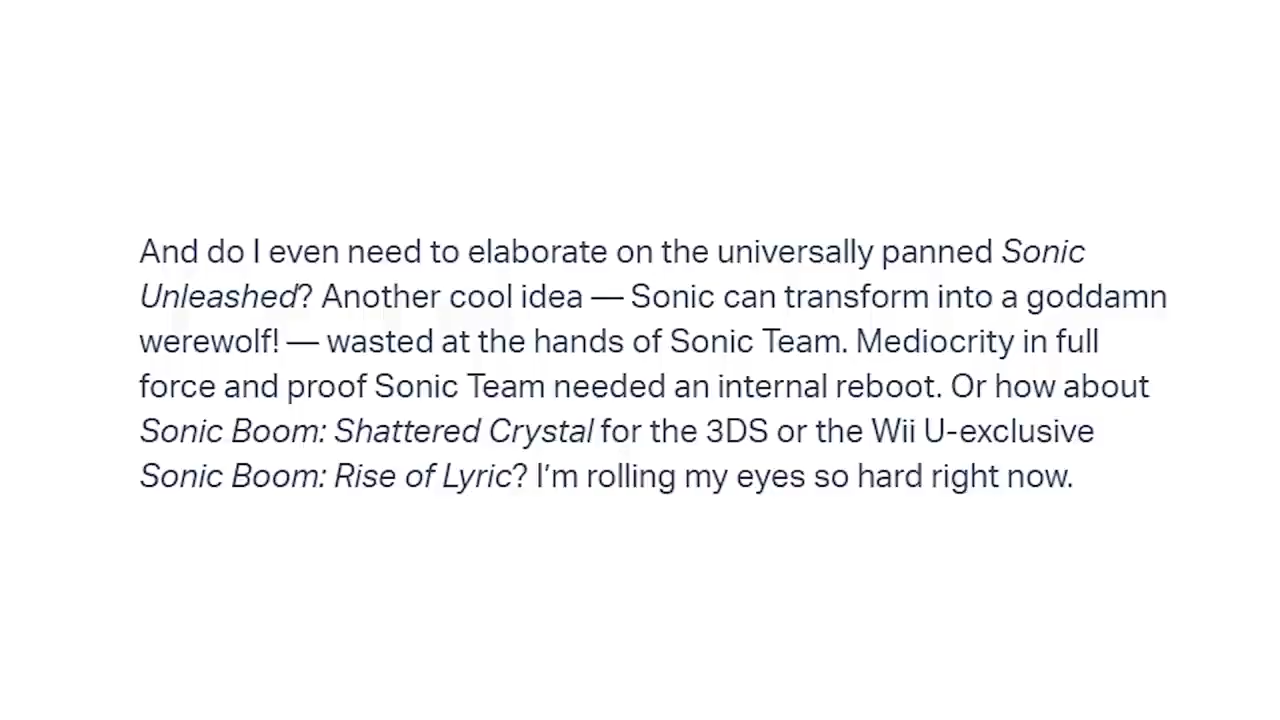 And do I even need to elaborate on the universally panned Sonic
Unleashed? Another cool idea — Sonic can transform into a goddamn
werewolf! — wasted at the hands of Sonic Team. Mediocrity in full
force and proof Sonic Team needed an internal reboot. Or how about
Sonic Boom: Shattered Crystal for the 3DS or the Wii U-exclusive
Sonic Boom: Rise of Lyric? I'm rolling my eyes so hard right now.